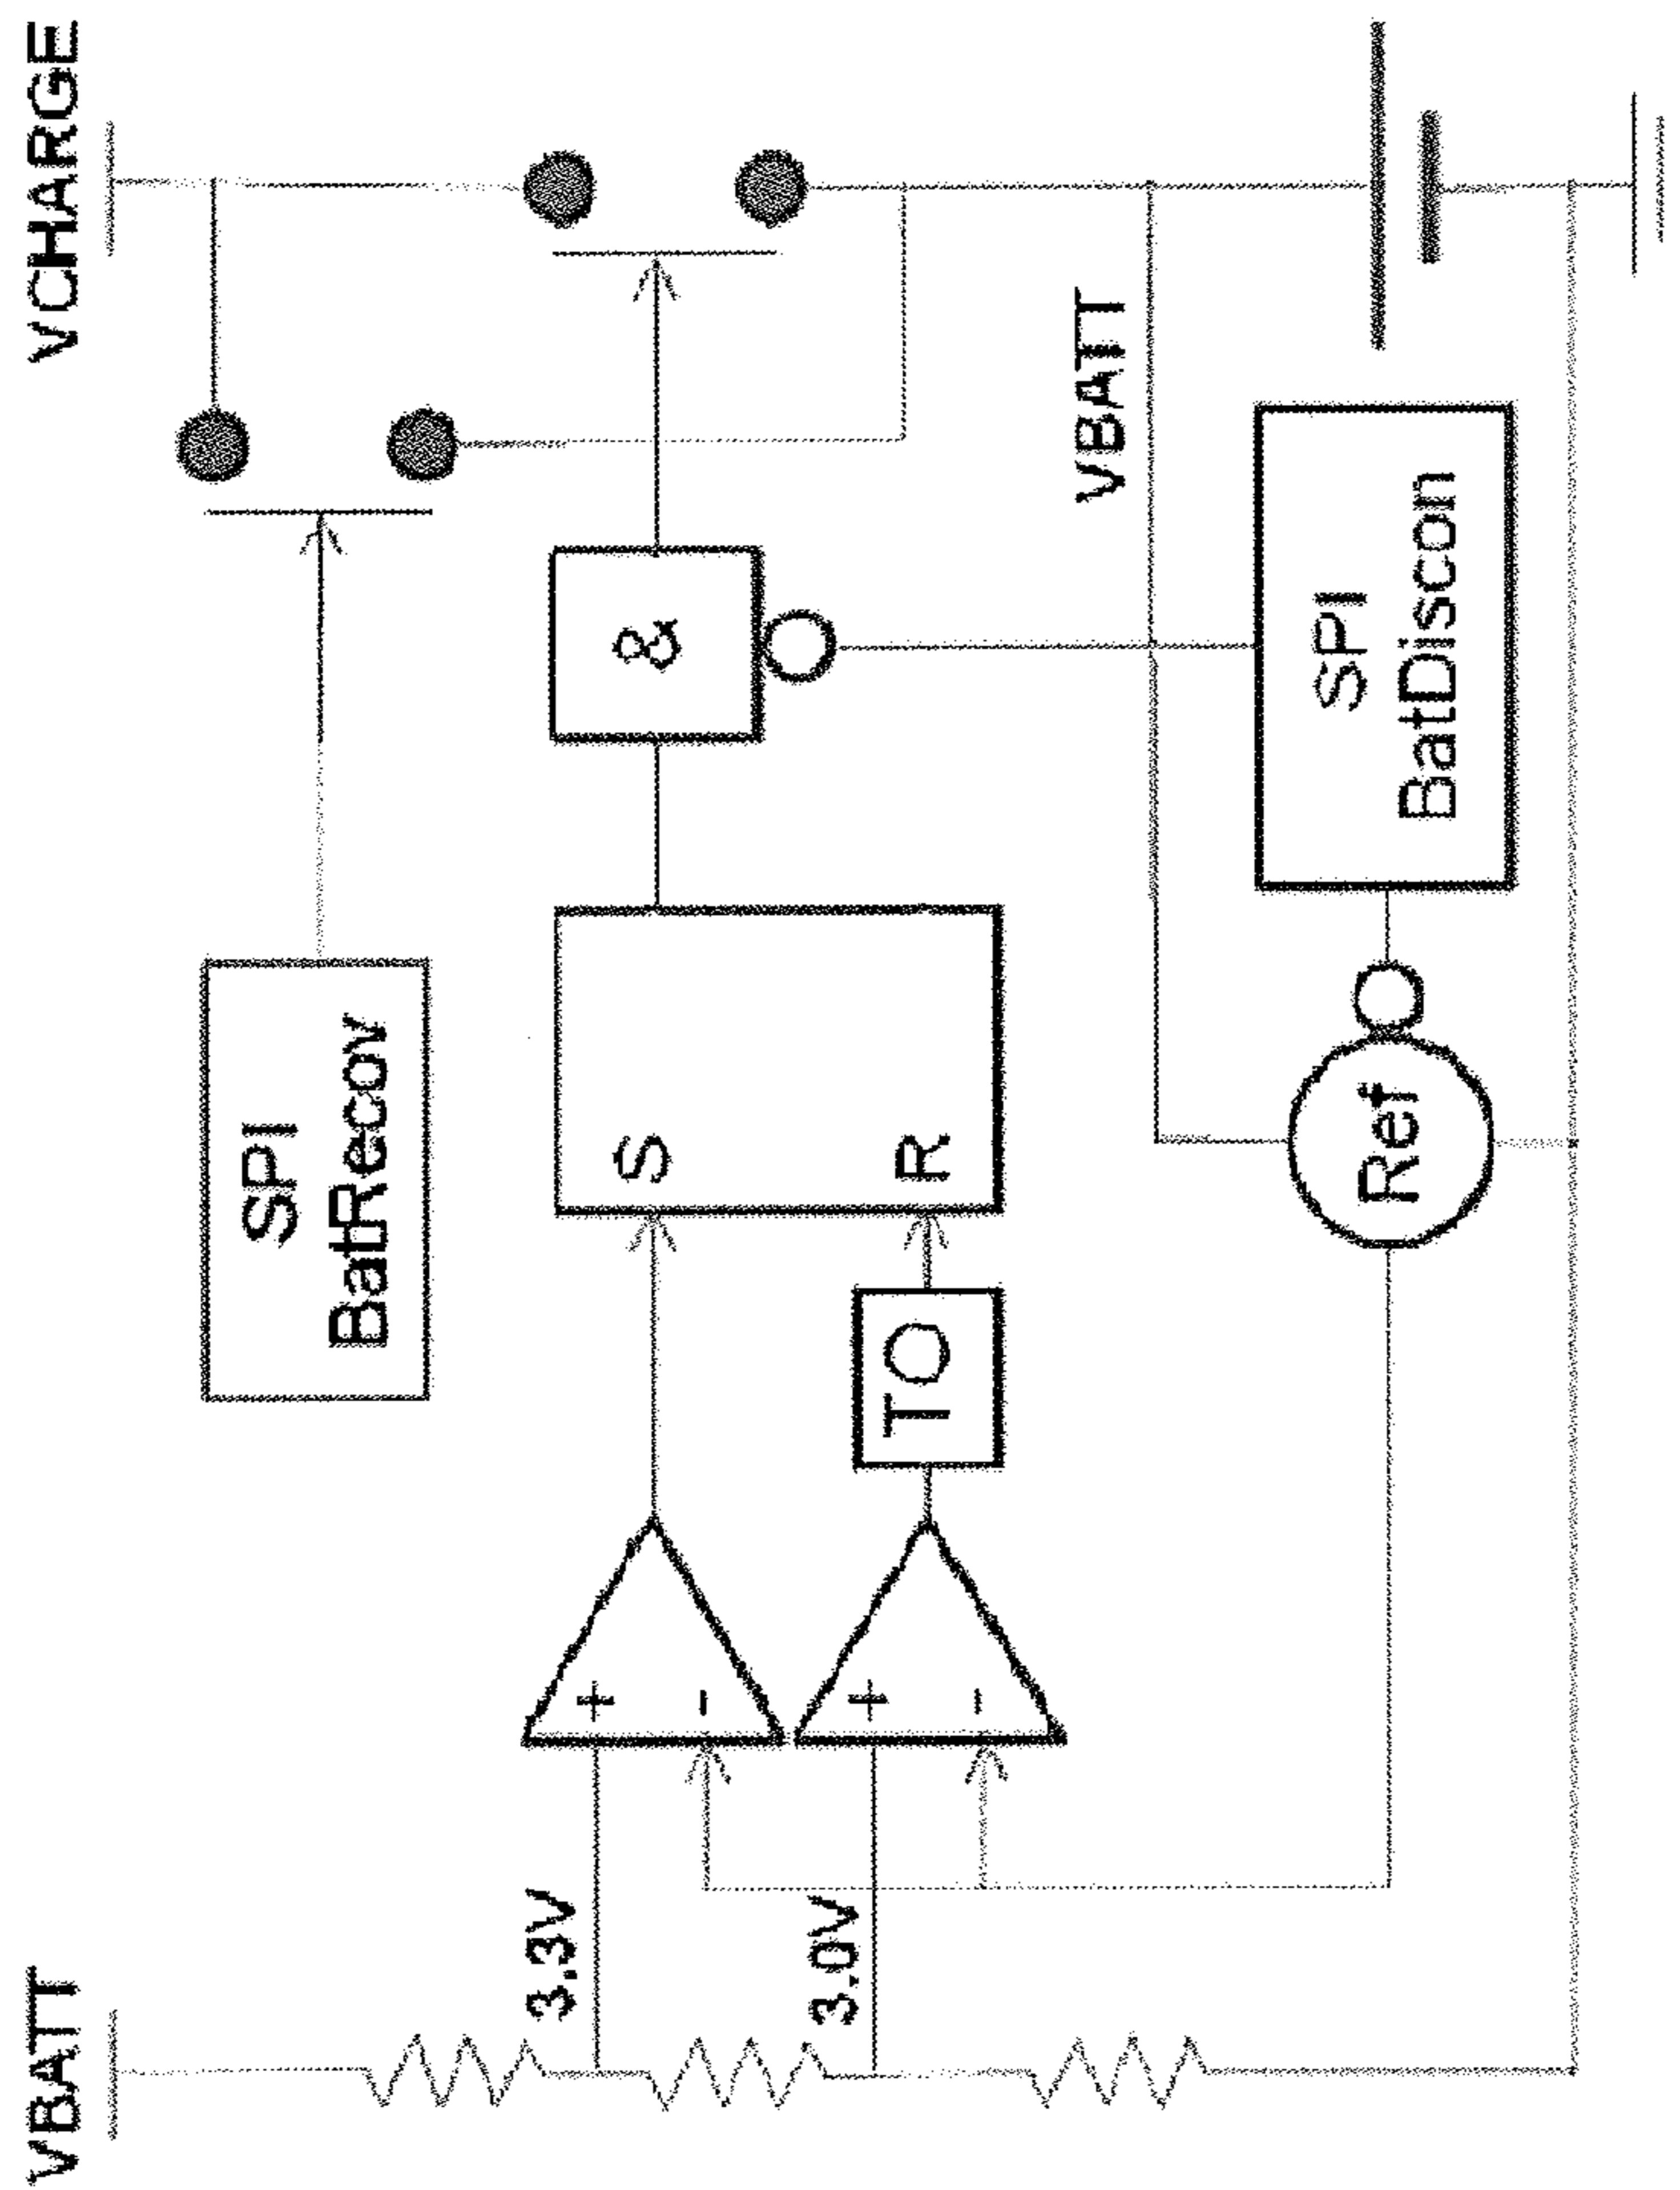 VCHARGE
VBATT
SPI
BatRecov
3.3V
+
-
S
&
3.0V
+
-
TO
R
VBATT
Ref
SPI
BatDiscon